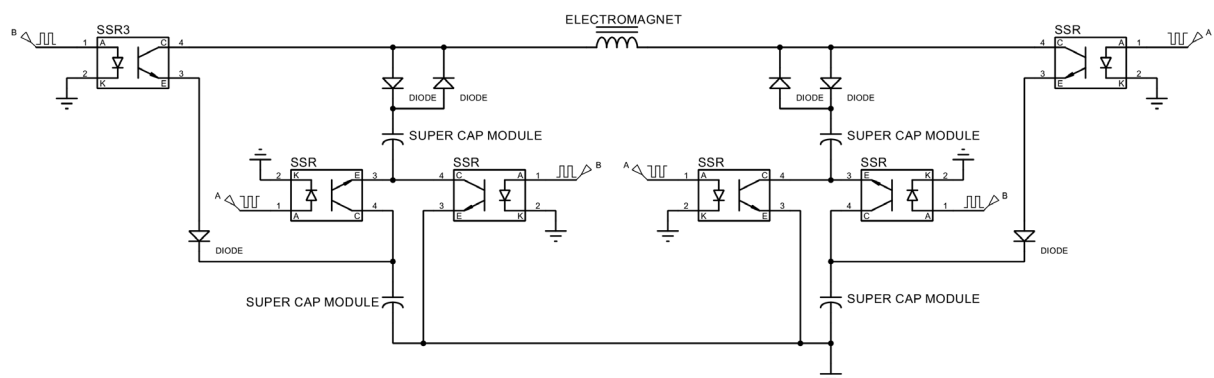 ELECTROMAGNET
B SSR3 A C 4 4 C SSR A 1 A
1
2 K E 3 3 E K 2
DIODE DIODE DIODE DIODE
SUPER CAP MODULE SUPER CAP MODULE
SSR SSR SSR SSR
2 K E 3 4 C A 1 B A 1 A C 4 3 E K 2
A 1 A C 4 3 E K 2 2 K E 3 4 C A 1 B
DIODE DIODE
SUPER CAP MODULE SUPER CAP MODULE